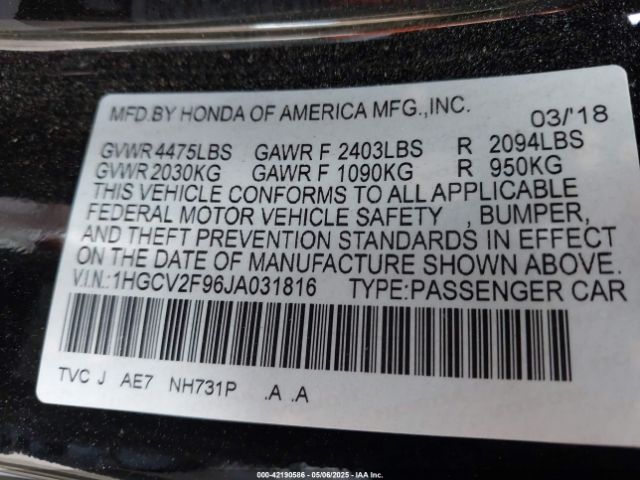 MFD.BY HONDA OF AMERICA MFG.,INC. 03/'18
GVWR 4475LBS GAWR F 2403LBS R 2094LBS
GVWR 2030KG GAWR F 1090KG R 950KG
THIS VEHICLE CONFORMS TO ALL APPLICABLE
FEDERAL MOTOR VEHICLE SAFETY , BUMPER,
AND THEFT PREVENTION STANDARDS IN EFFECT
ON THE DATE OF MANUFACTURE SHOWN ABOVE.
V.I.N.:1HGCV2F96JA031816 TYPE:PASSENGER CAR
TVC J AE7 NH731P .A .A
000-42190586 - 05/06/2025 - IAA Inc.